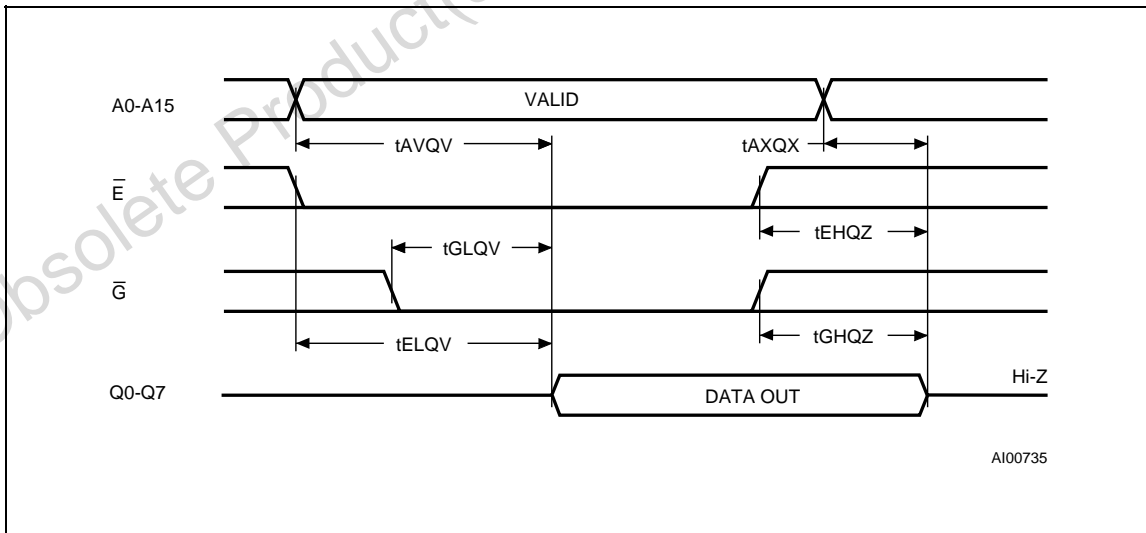 Obsolete Product(
A0-A15
VALID
tAVQV
tAXQX
E̅
tEHQZ
tGLQV
G̅
tGHQZ
tELQV
Hi-Z
Q0-Q7
DATA OUT
AI00735